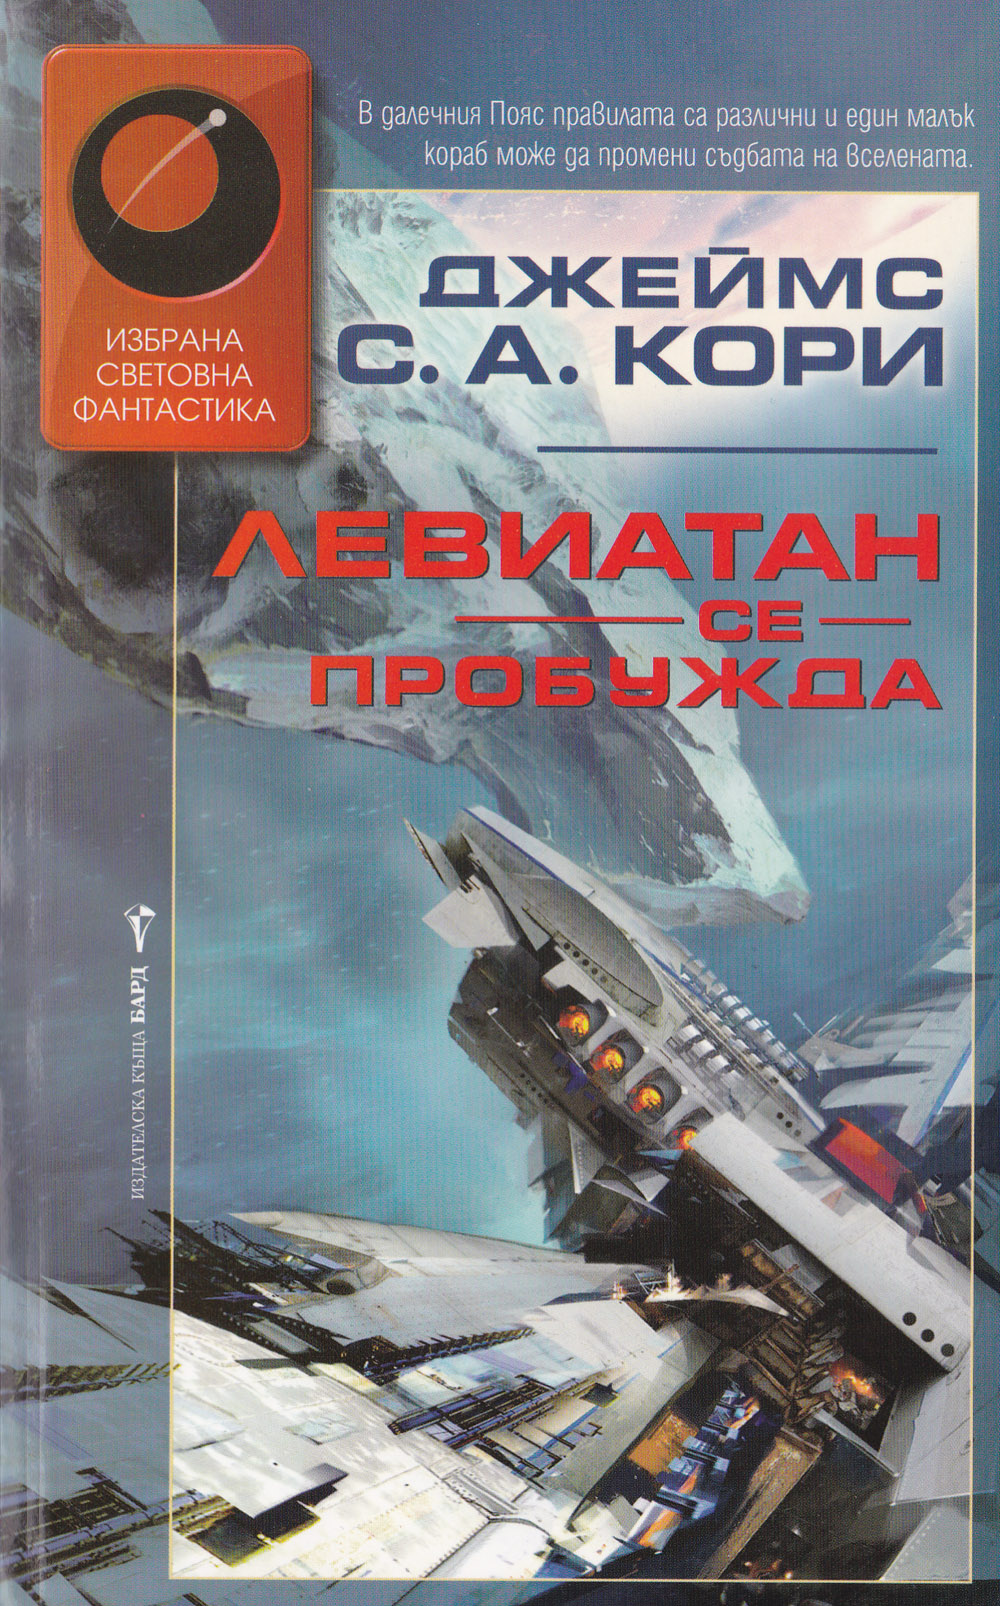 В далечния Пояс правилата са различни и един малък
кораб може да промени съдбата на вселената.
ИЗБРАНА
СВЕТОВНА
ФАНТАСТИКА
ДЖЕЙМС
С. А. КОРИ
ЛЕВИАТАН
СЕ
ПРОБУЖДА
ИЗДАТЕЛСКА КЪЩА БАРД